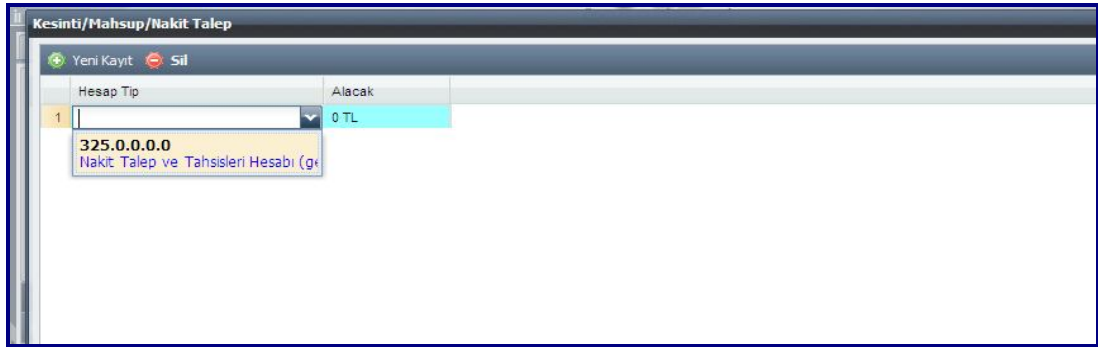 Kesinti/Mahsup/Nakit Talep
Yeni Kayıt Sil
Hesap Tip Alacak
1 0 TL
325.0.0.0.0
Nakit Talep ve Tahsisleri Hesabı (ge